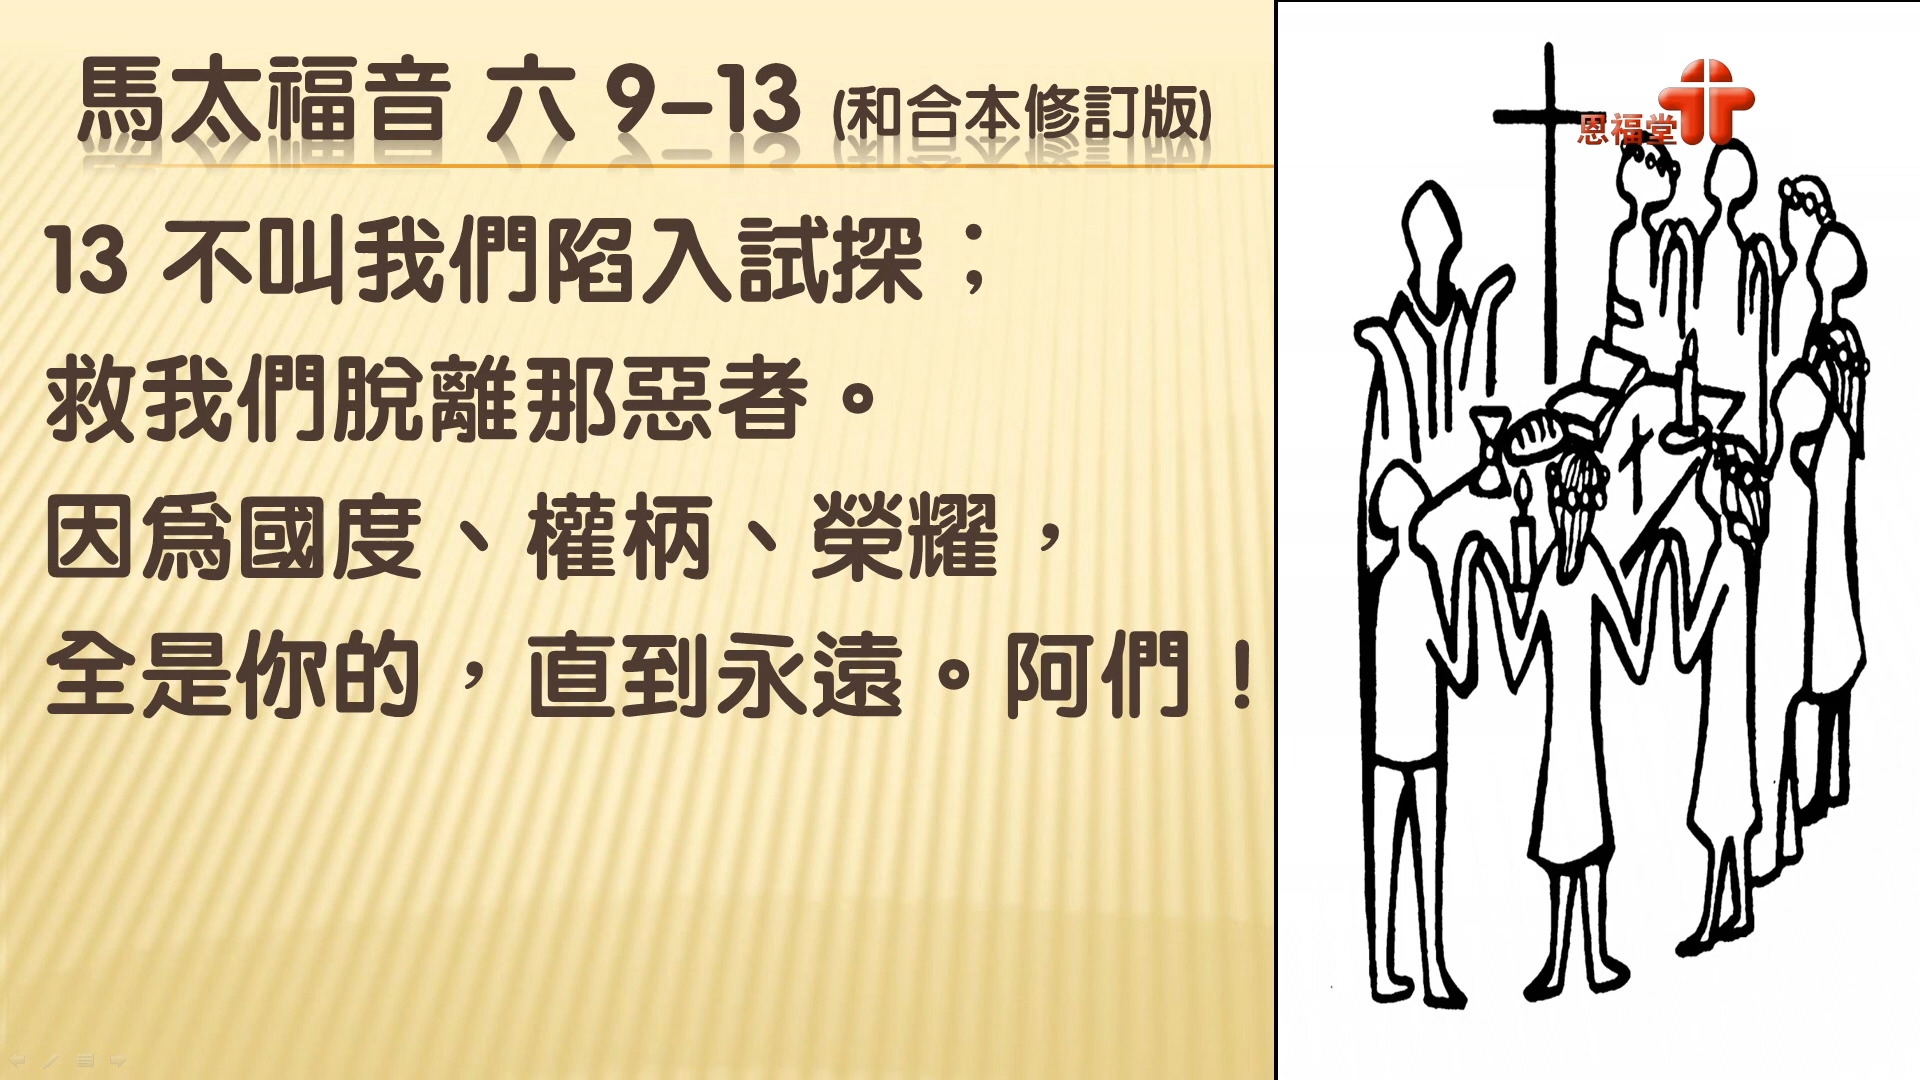 馬太福音 六 9–13 (和合本修訂版)
13 不叫我們陷入試探；
救我們脫離那惡者。
因為國度、權柄、榮耀，
全是你的，直到永遠。阿們！
恩福堂